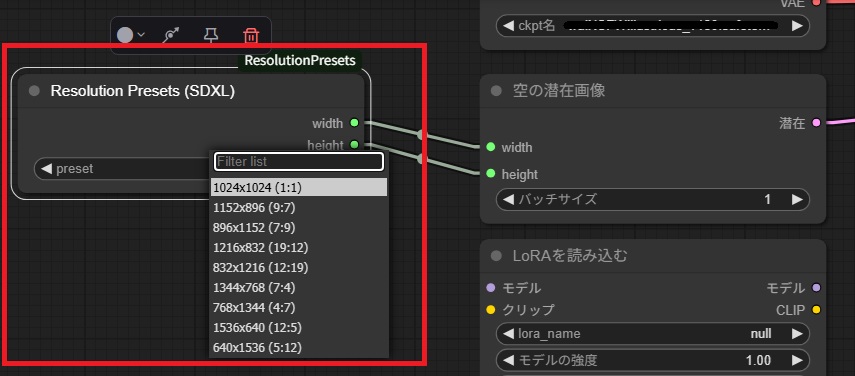 VAE
ckpt名
ResolutionPresets
Resolution Presets (SDXL)
width
height
preset
Filter list
1024x1024 (1:1)
1152x896 (9:7)
896x1152 (7:9)
1216x832 (19:12)
832x1216 (12:19)
1344x768 (7:4)
768x1344 (4:7)
1536x640 (12:5)
640x1536 (5:12)
空の潜在画像
潜在
width
height
バッチサイズ 1
LoRAを読み込む
モデル モデル
クリップ CLIP
lora_name null
モデルの強度 1.00